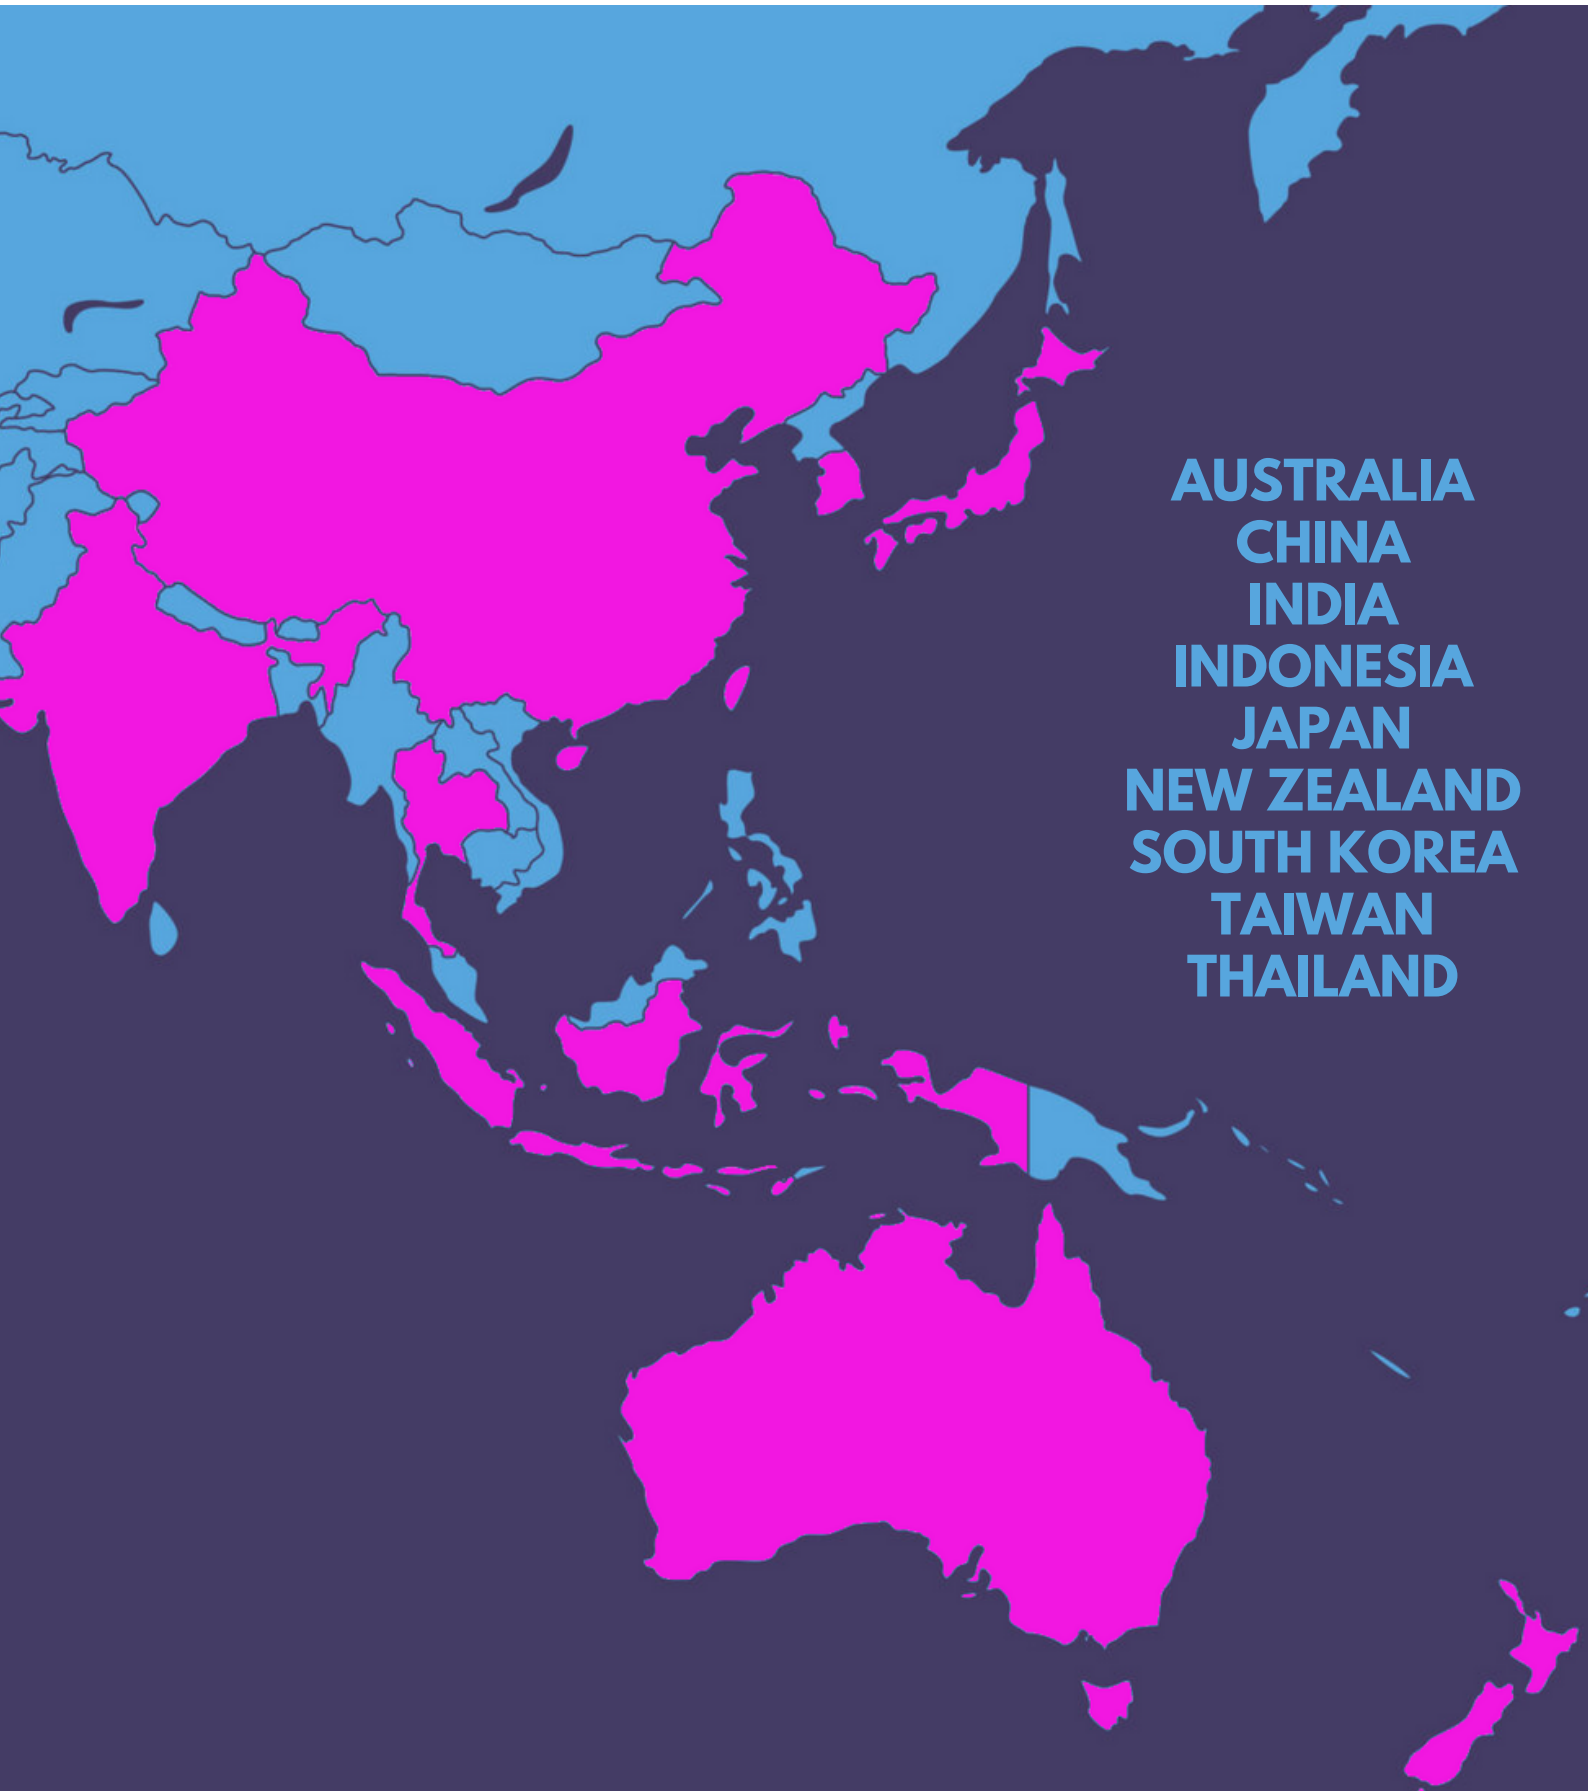 AUSTRALIA
CHINA
INDIA
INDONESIA
JAPAN
NEW ZEALAND
SOUTH KOREA
TAIWAN
THAILAND